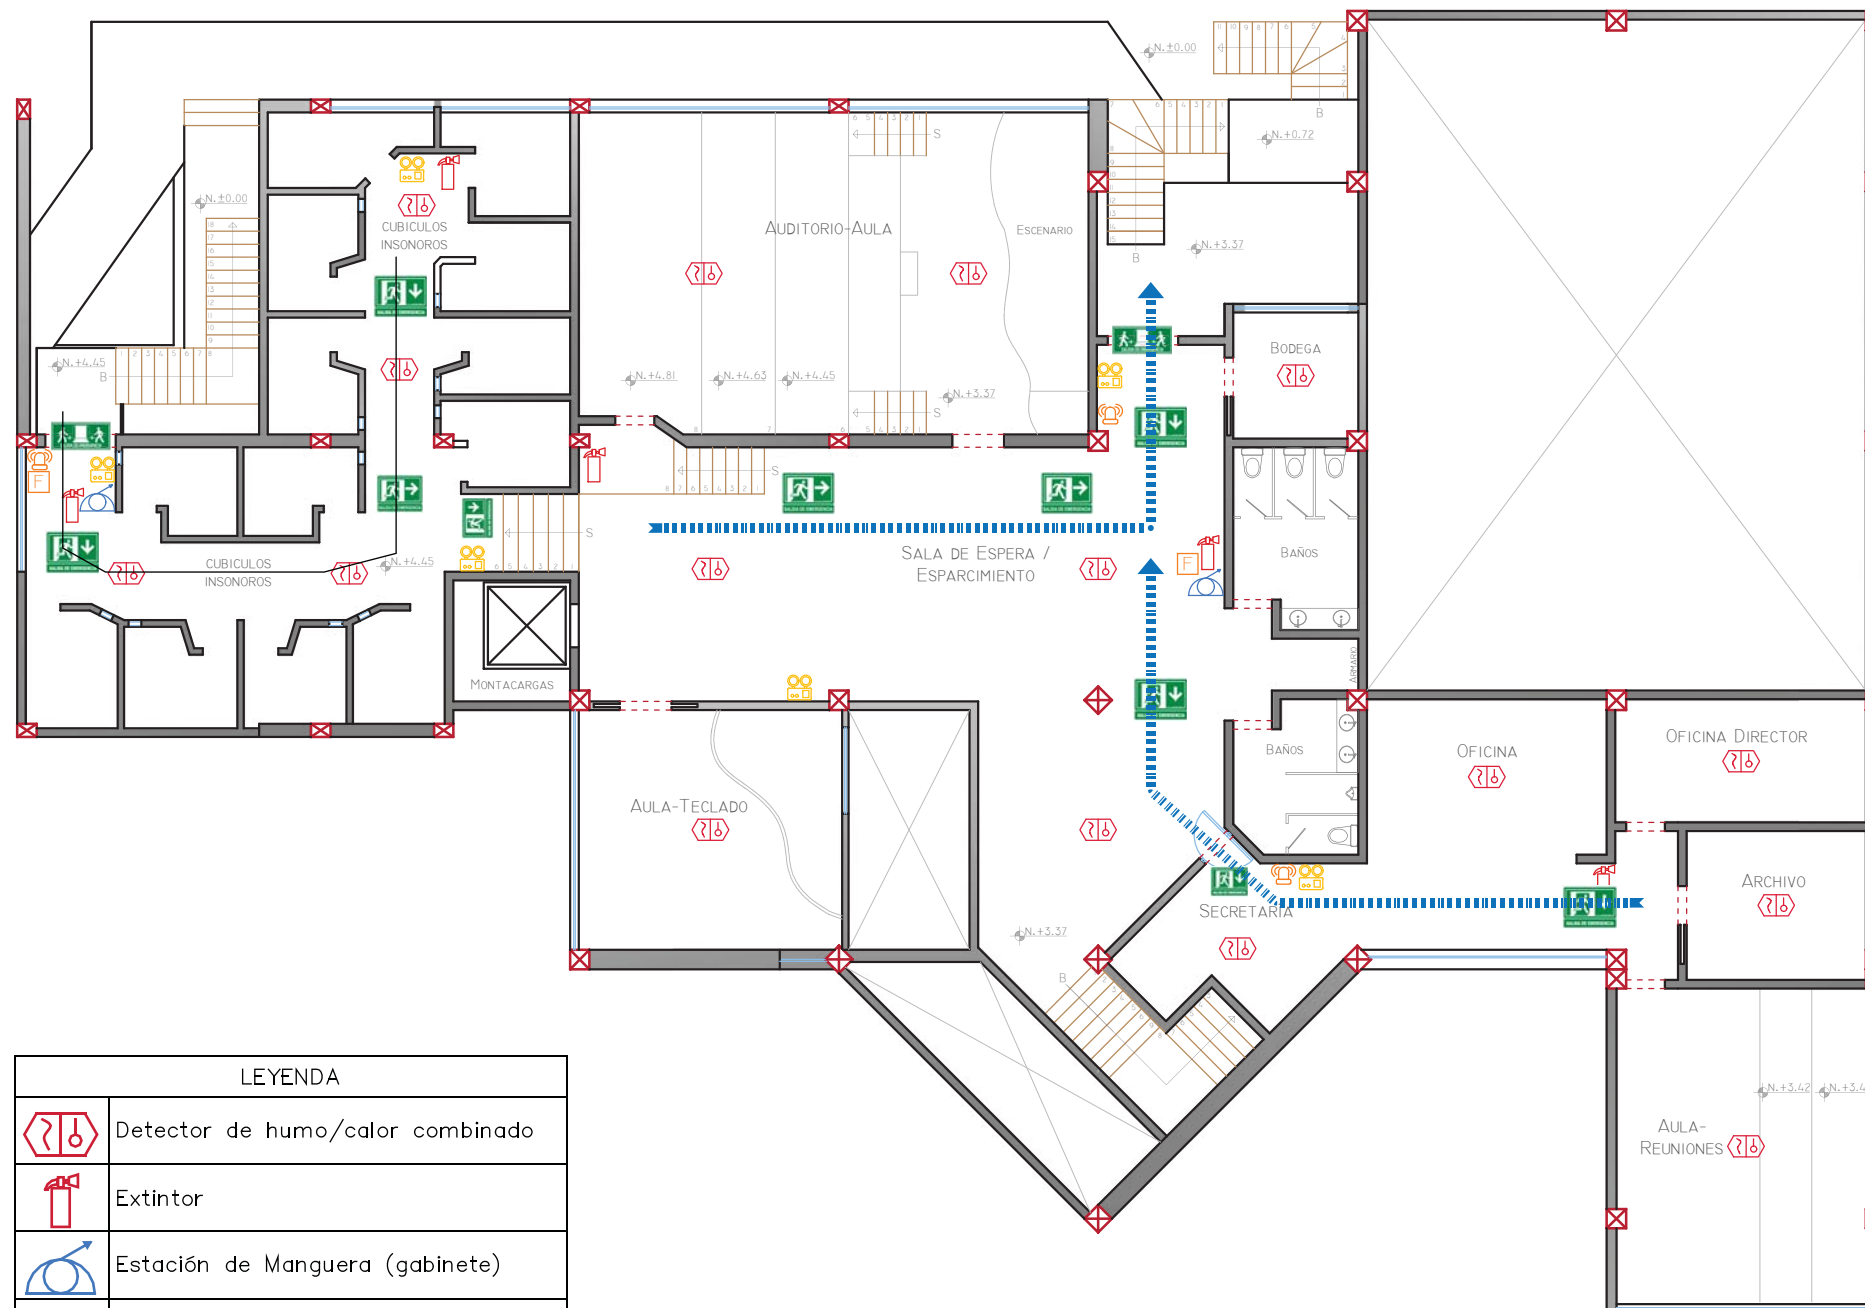 N.±0.00
N.+0.72
N.±0.00
CUBICULOS
INSONOROS
AUDITORIO-AULA
ESCENARIO
N.+3.37
S
B
B
BODEGA
N.+4.45
B
N.+4.81
N.+4.63
N.+4.45
N.+3.37
S
S
S
F
F
CUBICULOS
INSONOROS
N.+4.45
SALA DE ESPERA /
ESPARCIMIENTO
BAÑOS
ARMARIO
MONTACARGAS
BAÑOS
OFICINA
OFICINA DIRECTOR
AULA-TECLADO
ARCHIVO
SECRETARIA
N.+3.37
B
N.+3.42
N.+3.4
AULA-
REUNIONES
LEYENDA
Detector de humo/calor combinado
Extintor
Estación de Manguera (gabinete)